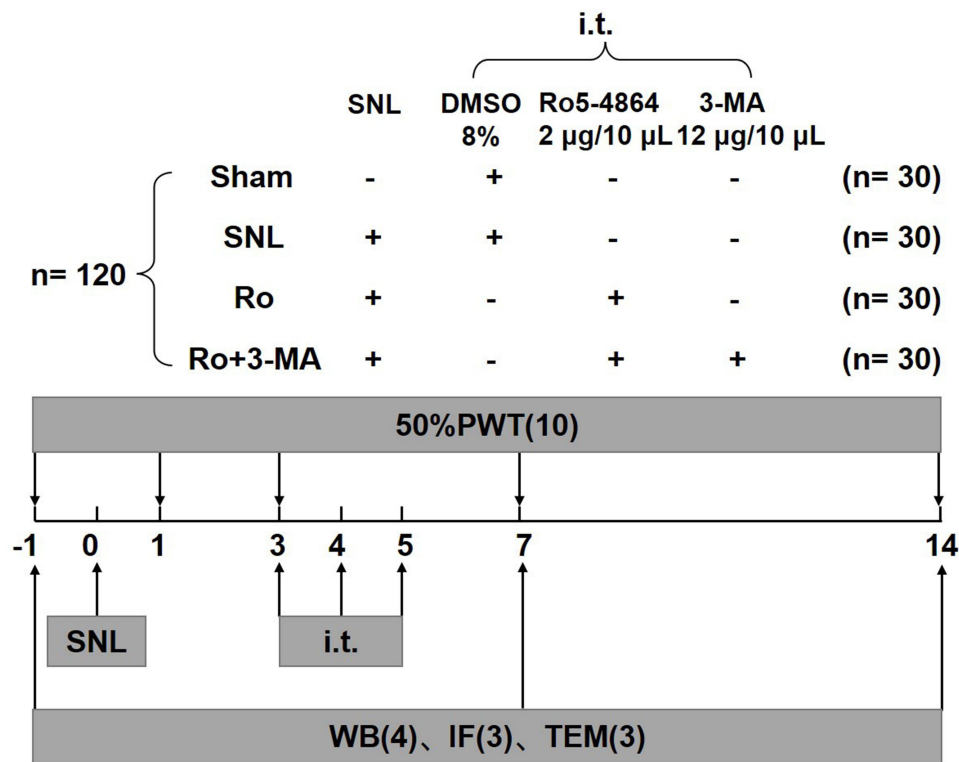 i.t.
SNL DMSO Ro5-4864 3-MA
8% 2 μg/10 μL 12 μg/10 μL
Sham - + - - (n= 30)
SNL + + - - (n= 30)
n= 120
Ro + - + - (n= 30)
Ro+3-MA + - + + (n= 30)
50%PWT(10)
-1 0 1 3 4 5 7 14
SNL i.t.
WB(4)、IF(3)、TEM(3)